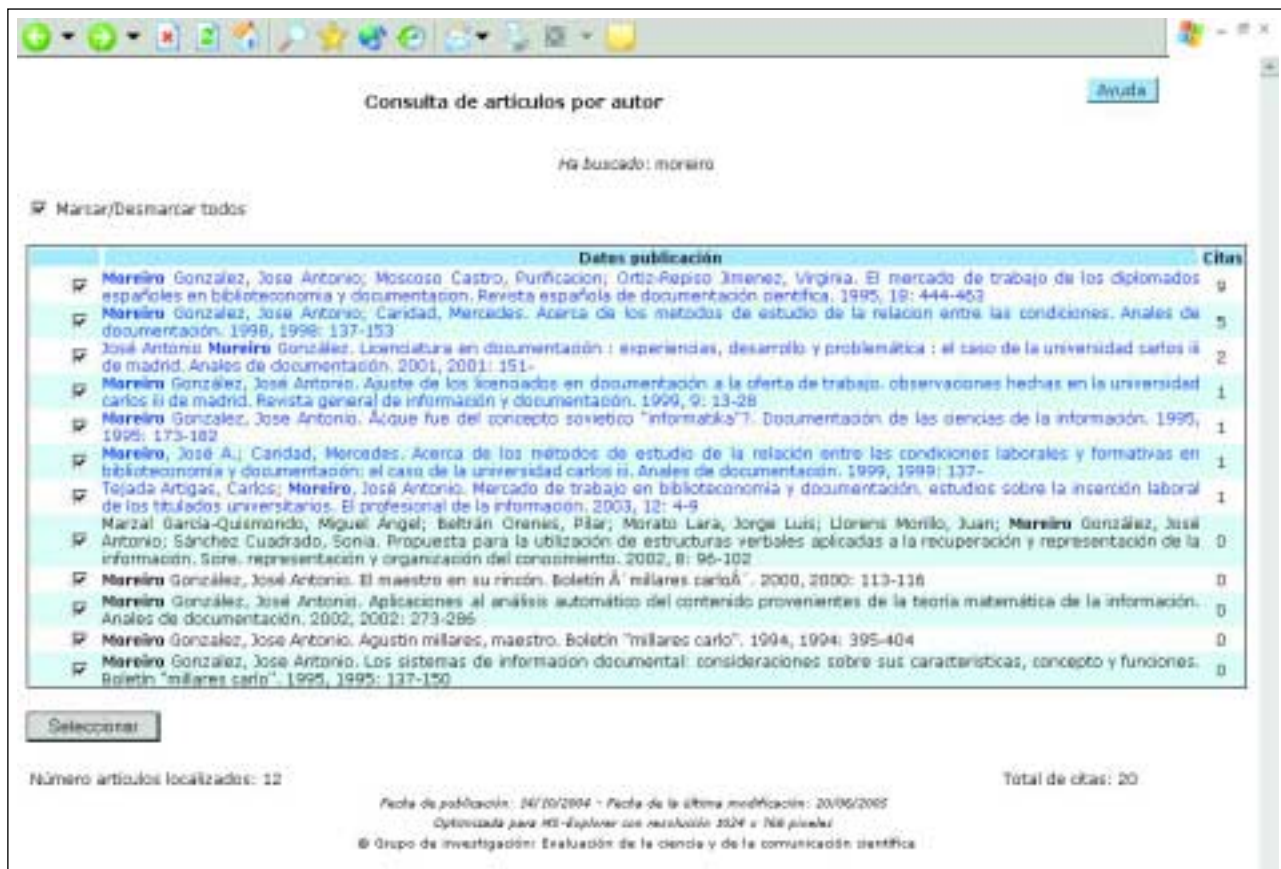 Consulta de artículos por autor
Ayuda
Ha buscado: moreiro
Marcar/Desmarcar todos
Datos publicación Citas
Moreiro Gonzalez, Jose Antonio; Moscoso Castro, Purificacion; Ortiz-Repiso Jimenez, Virginia. El mercado de trabajo de los diplomados
españoles en biblioteconomia y documentacion. Revista española de documentación científica. 1995, 18: 444-463
9
Moreiro Gonzalez, Jose Antonio; Caridad, Mercedes. Acerca de los metodos de estudio de la relacion entre las condiciones. Anales de
documentación. 1998, 1998: 137-153
5
José Antonio Moreiro González. Licenciatura en documentación : experiencias, desarrollo y problemática : el caso de la universidad carlos iii
de madrid. Anales de documentación. 2001, 2001: 151-
2
Moreiro González, José Antonio. Ajuste de los licenciados en documentación a la oferta de trabajo. observaciones hechas en la universidad
carlos iii de madrid. Revista general de información y documentación. 1999, 9: 13-28
1
Moreiro Gonzalez, Jose Antonio. Âcque fue del concepto sovietico "informatika"?. Documentación de las ciencias de la información. 1995,
1995: 173-182
1
Moreiro, José A.; Caridad, Mercedes. Acerca de los métodos de estudio de la relación entre las condiciones laborales y formativas en
biblioteconomía y documentación: el caso de la universidad carlos iii. Anales de documentación. 1999, 1999: 137-
1
Tejada Artigas, Carlos; Moreiro, José Antonio. Mercado de trabajo en biblioteconomía y documentación. estudios sobre la inserción laboral
de los titulados universitarios. El profesional de la información. 2003, 12: 4-9
1
Marzal García-Quismondo, Miguel Ángel; Beltrán Orenes, Pilar; Morato Lara, Jorge Luis; Llorens Morillo, Juan; Moreiro González, José
Antonio; Sánchez Cuadrado, Sonia. Propuesta para la utilización de estructuras verbales aplicadas a la recuperación y representación de la
información. Scire. representación y organización del conocimiento. 2002, 8: 96-102
0
Moreiro González, José Antonio. El maestro en su rincón. Boletín Â´millares carloÂ´. 2000, 2000: 113-116
0
Moreiro González, José Antonio. Aplicaciones al análisis automático del contenido provenientes de la teoría matemática de la información.
Anales de documentación. 2002, 2002: 273-286
0
Moreiro Gonzalez, Jose Antonio. Agustin millares, maestro. Boletín "millares carlo". 1994, 1994: 395-404
0
Moreiro Gonzalez, Jose Antonio. Los sistemas de informacion documental: consideraciones sobre sus caracteristicas, concepto y funciones.
Boletín "millares carlo". 1995, 1995: 137-150
0
Seleccionar
Número artículos localizados: 12
Total de citas: 20
Fecha de publicación: 14/10/2004 - Fecha de la última modificación: 20/06/2005
Optimizada para MS-Explorer con resolución 1024 x 768 pixeles
© Grupo de investigación: Evaluación de la ciencia y de la comunicación científica